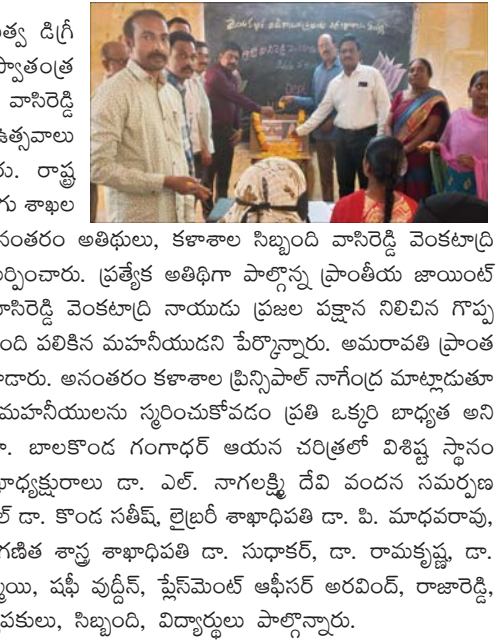 త్వ డిగ్రీ
స్వాతంత్ర
వాసిరెడ్డి
ఉత్సవాలు
రు. రాష్ట్ర
గు శాఖల
నంతరం అతిథులు, కళాశాల సిబ్బంది వాసిరెడ్డి వెంకటాద్రి
ర్పించారు. ప్రత్యేక అతిథిగా పాల్గొన్న ప్రాంతీయ జాయింట్
వాసిరెడ్డి వెంకటాద్రి నాయుడు ప్రజల పక్షాన నిలిచిన గొప్ప
ంది పలికిన మహనీయుడని పేర్కొన్నారు. అమరావతి ప్రాంత
డారు. అనంతరం కళాశాల ప్రిన్సిపాల్ నాగేంద్ర మాట్లాడుతూ
మహనీయులను స్మరించుకోవడం ప్రతి ఒక్కరి బాధ్యత అని
ా. బాలకొండ గంగాధర్ ఆయన చరిత్రలో విశిష్ట స్థానం
ఖాధ్యక్షురాలు డా. ఎల్. నాగలక్ష్మి దేవి వందన సమర్పణ
ల్ డా. కొండ సతీష్, లైబ్రరీ శాఖాధిపతి డా. పి. మాధవరావు,
గణిత శాస్త్ర శాఖాధిపతి డా. సుధాకర్, డా. రామకృష్ణ, డా.
్మయి, షఫీ వుద్దీన్, ప్లేస్‌మెంట్ ఆఫీసర్ అరవింద్, రాజారెడ్డి,
పకులు, సిబ్బంది, విద్యార్థులు పాల్గొన్నారు.